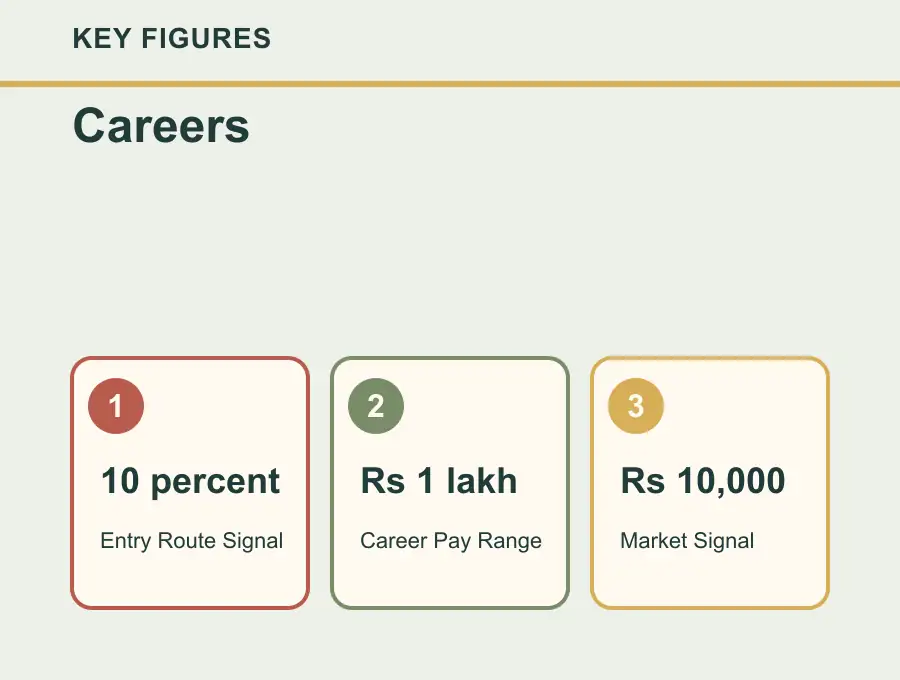 KEY FIGURES
Careers
1
10 percent
Entry Route Signal
2
Rs 1 lakh
Career Pay Range
3
Rs 10,000
Market Signal